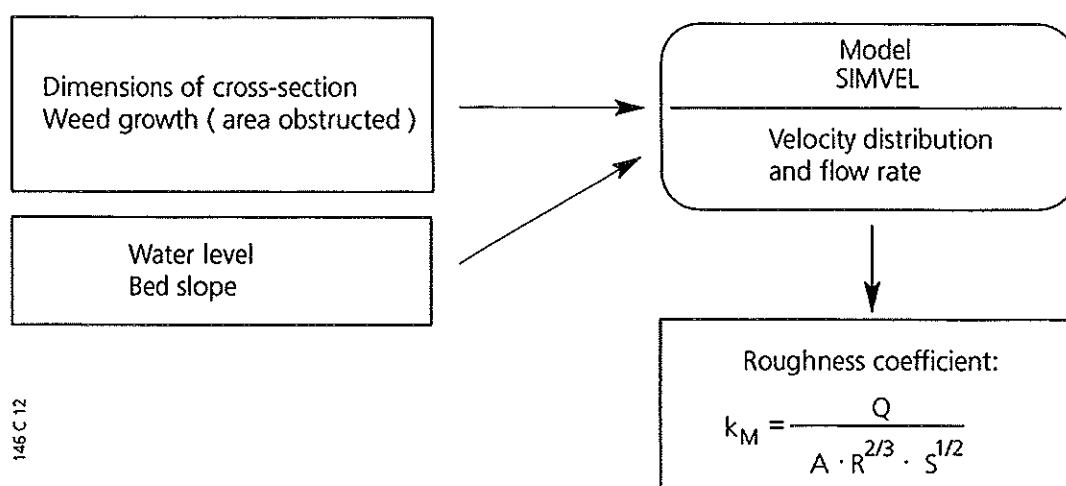 Dimensions of cross-section
Weed growth ( area obstructed )
Water level
Bed slope
Model
SIMVEL
Velocity distribution
and flow rate
Roughness coefficient:
k_M = Q / A · R^2/3 · S^1/2
146 C 12